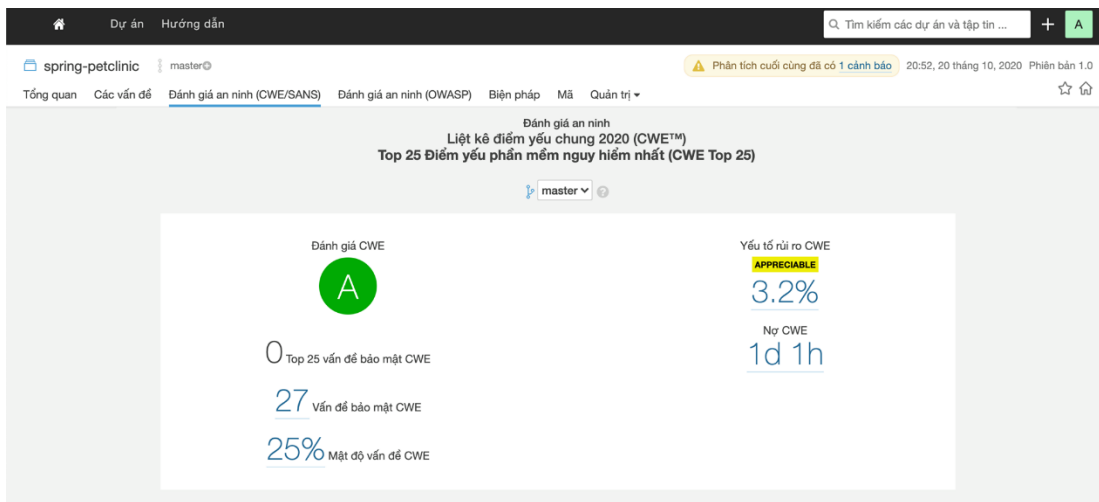 Dự án Hướng dẫn Tìm kiếm các dự án và tập tin ... A
spring-petclinic master Phân tích cuối cùng đã có 1 cảnh báo 20:52, 20 tháng 10, 2020 Phiên bản 1.0
Tổng quan Các vấn đề Đánh giá an ninh (CWE/SANS) Đánh giá an ninh (OWASP) Biện pháp Mã Quản trị
Đánh giá an ninh
Liệt kê điểm yếu chung 2020 (CWE™)
Top 25 Điểm yếu phần mềm nguy hiểm nhất (CWE Top 25)
master
Đánh giá CWE
A
0 Top 25 vấn đề bảo mật CWE
27 Vấn đề bảo mật CWE
25% Mật độ vấn đề CWE
Yếu tố rủi ro CWE
APPRECIABLE
3.2%
Nợ CWE
1d 1h